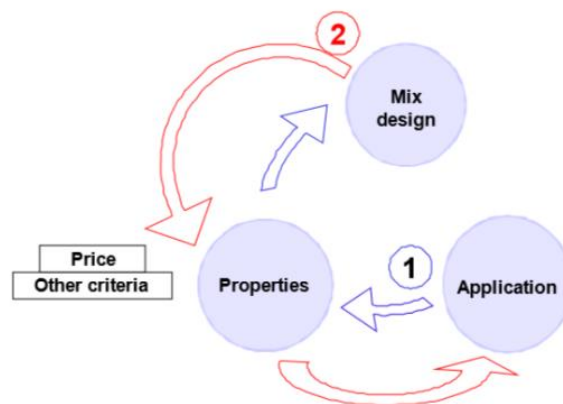 2
Mix
design
Price
Other criteria
Properties
1
Application